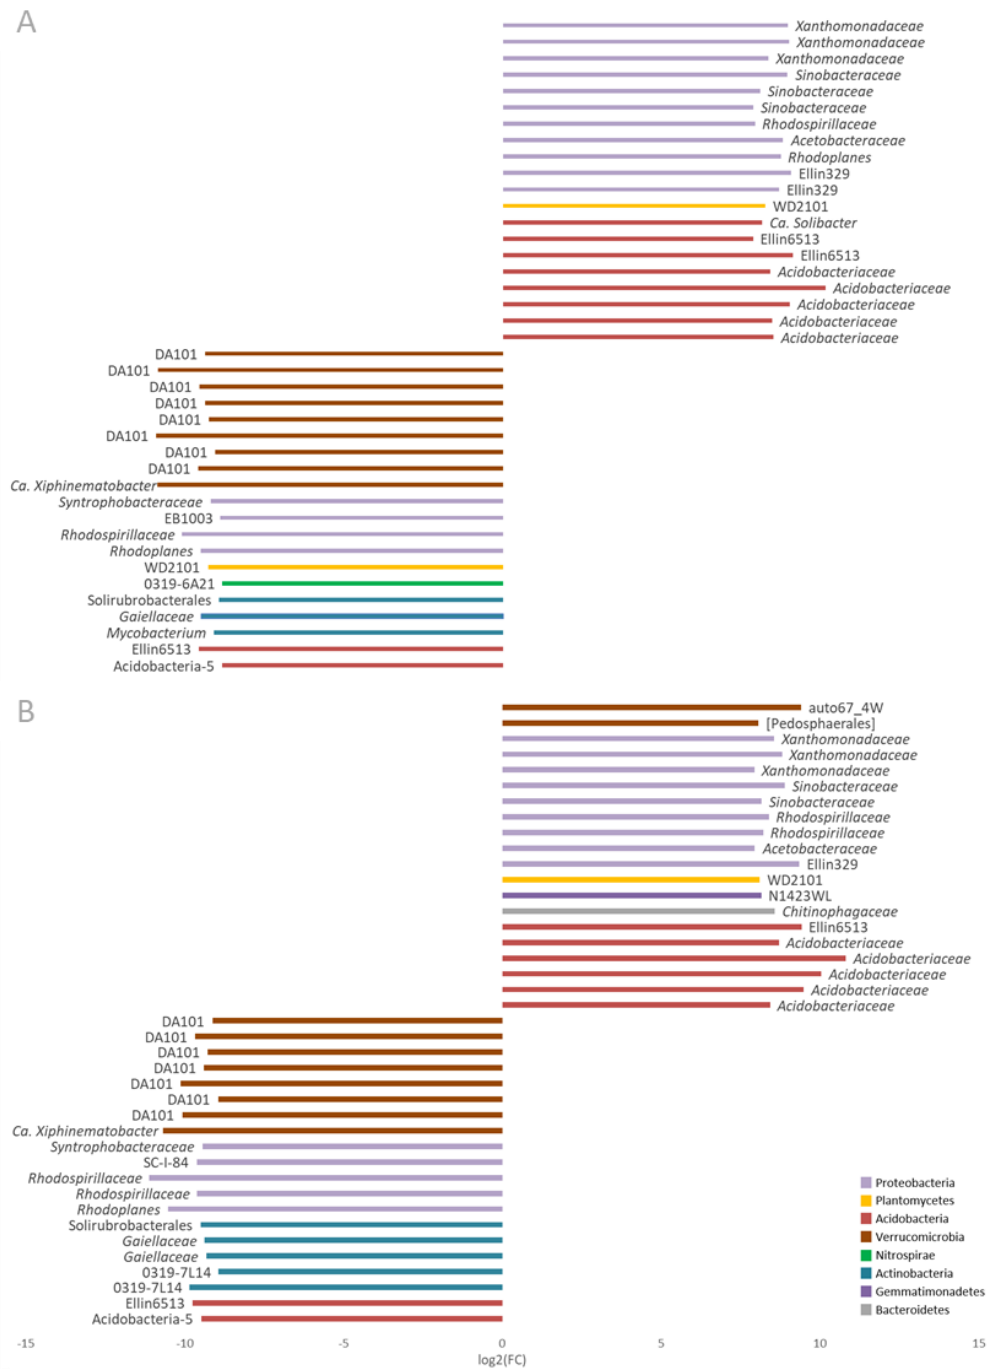 A
Xanthomonadaceae
Xanthomonadaceae
Xanthomonadaceae
Sinobacteraceae
Sinobacteraceae
Sinobacteraceae
Rhodospirillaceae
Acetobacteraceae
Rhodoplanes
Ellin329
Ellin329
WD2101
Ca. Solibacter
Ellin6513
Ellin6513
Acidobacteriaceae
Acidobacteriaceae
Acidobacteriaceae
Acidobacteriaceae
Acidobacteriaceae
DA101
DA101
DA101
DA101
DA101
DA101
DA101
DA101
Ca. Xiphinematobacter
Syntrophobacteraceae
EB1003
Rhodospirillaceae
Rhodoplanes
WD2101
0319-6A21
Solirubrobacterales
Gaiellaceae
Mycobacterium
Ellin6513
Acidobacteria-5
B
auto67_4W
[Pedosphaerales]
Xanthomonadaceae
Xanthomonadaceae
Xanthomonadaceae
Sinobacteraceae
Sinobacteraceae
Rhodospirillaceae
Rhodospirillaceae
Acetobacteraceae
Ellin329
WD2101
N1423WL
Chitinophagaceae
Ellin6513
Acidobacteriaceae
Acidobacteriaceae
Acidobacteriaceae
Acidobacteriaceae
Acidobacteriaceae
DA101
DA101
DA101
DA101
DA101
DA101
DA101
Ca. Xiphinematobacter
Syntrophobacteraceae
SC-I-84
Rhodospirillaceae
Rhodospirillaceae
Rhodoplanes
Solirubrobacterales
Gaiellaceae
Gaiellaceae
0319-7L14
0319-7L14
Ellin6513
Acidobacteria-5
Proteobacteria
Plantomycetes
Acidobacteria
Verrucomicrobia
Nitrospirae
Actinobacteria
Gemmatimonadetes
Bacteroidetes
-15 -10 -5 0 5 10 15
log2(FC)